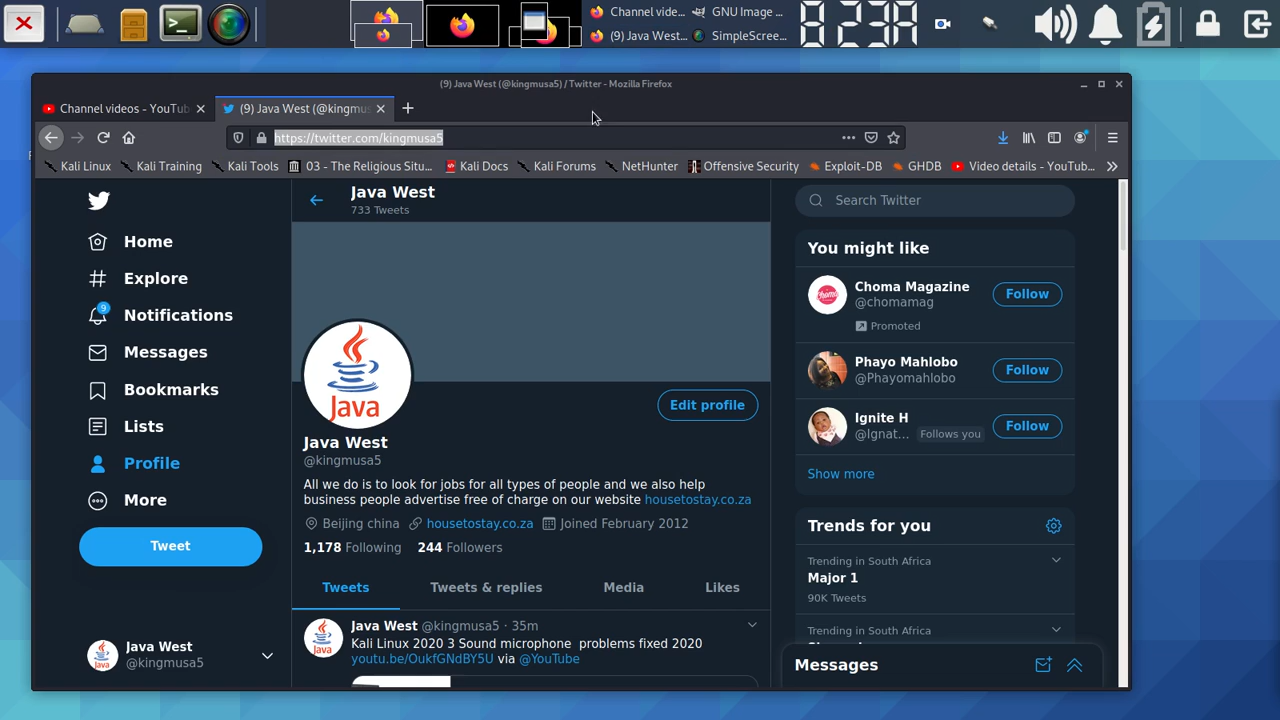 Channel vide...
GNU Image ...
(9) Java West...
SimpleScree...
0 23A
(9) Java West (@kingmusa5) / Twitter - Mozilla Firefox
Channel videos - YouTub
(9) Java West (@kingmus
https://twitter.com/kingmusa5
Kali Linux
Kali Training
Kali Tools
03 - The Religious Situ...
Kali Docs
Kali Forums
NetHunter
Offensive Security
Exploit-DB
GHDB
Video details - YouTub...
Java West
733 Tweets
Search Twitter
Home
Explore
9
Notifications
Messages
Bookmarks
Lists
Profile
More
Tweet
Java West
@kingmusa5
Java
Edit profile
Java West
@kingmusa5
All we do is to look for jobs for all types of people and we also help
business people advertise free of charge on our website housetostay.co.za
Beijing china housetostay.co.za Joined February 2012
1,178 Following 244 Followers
Tweets Tweets & replies Media Likes
Java West @kingmusa5 · 35m
Kali Linux 2020 3 Sound microphone problems fixed 2020
youtu.be/OukfGNdBY5U via @YouTube
You might like
Choma Magazine
@chomamag
Follow
Promoted
Phayo Mahlobo
@Phayomahlobo
Follow
Ignite H
@Ignat... Follows you
Follow
Show more
Trends for you
Trending in South Africa
Major 1
90K Tweets
Trending in South Africa
Messages